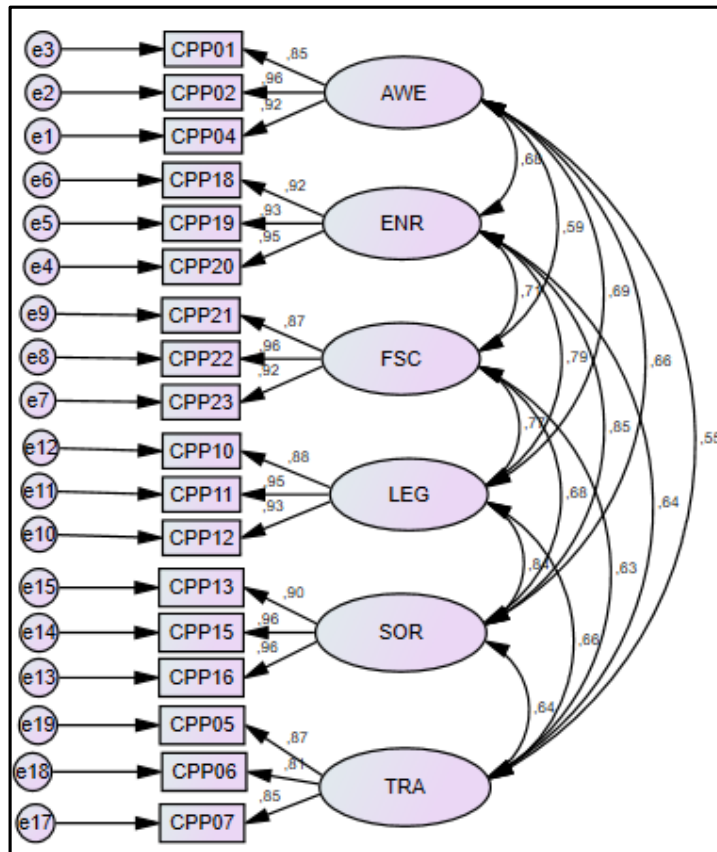 e3 CPP01 ,85
e2 CPP02 ,96 AWE
e1 CPP04 ,92
,68
e6 CPP18 ,92
e5 CPP19 ,93 ENR ,59
e4 CPP20 ,95
,71 ,69
e9 CPP21 ,87
e8 CPP22 ,96 FSC ,79 ,66
e7 CPP23 ,92
,77 ,85 ,55
e12 CPP10 ,88
e11 CPP11 ,95 LEG ,68 ,64
e10 CPP12 ,93
,84 ,63
e15 CPP13 ,90
e14 CPP15 ,96 SOR ,66
e13 CPP16 ,96
,64
e19 CPP05 ,87
e18 CPP06 ,81 TRA
e17 CPP07 ,85